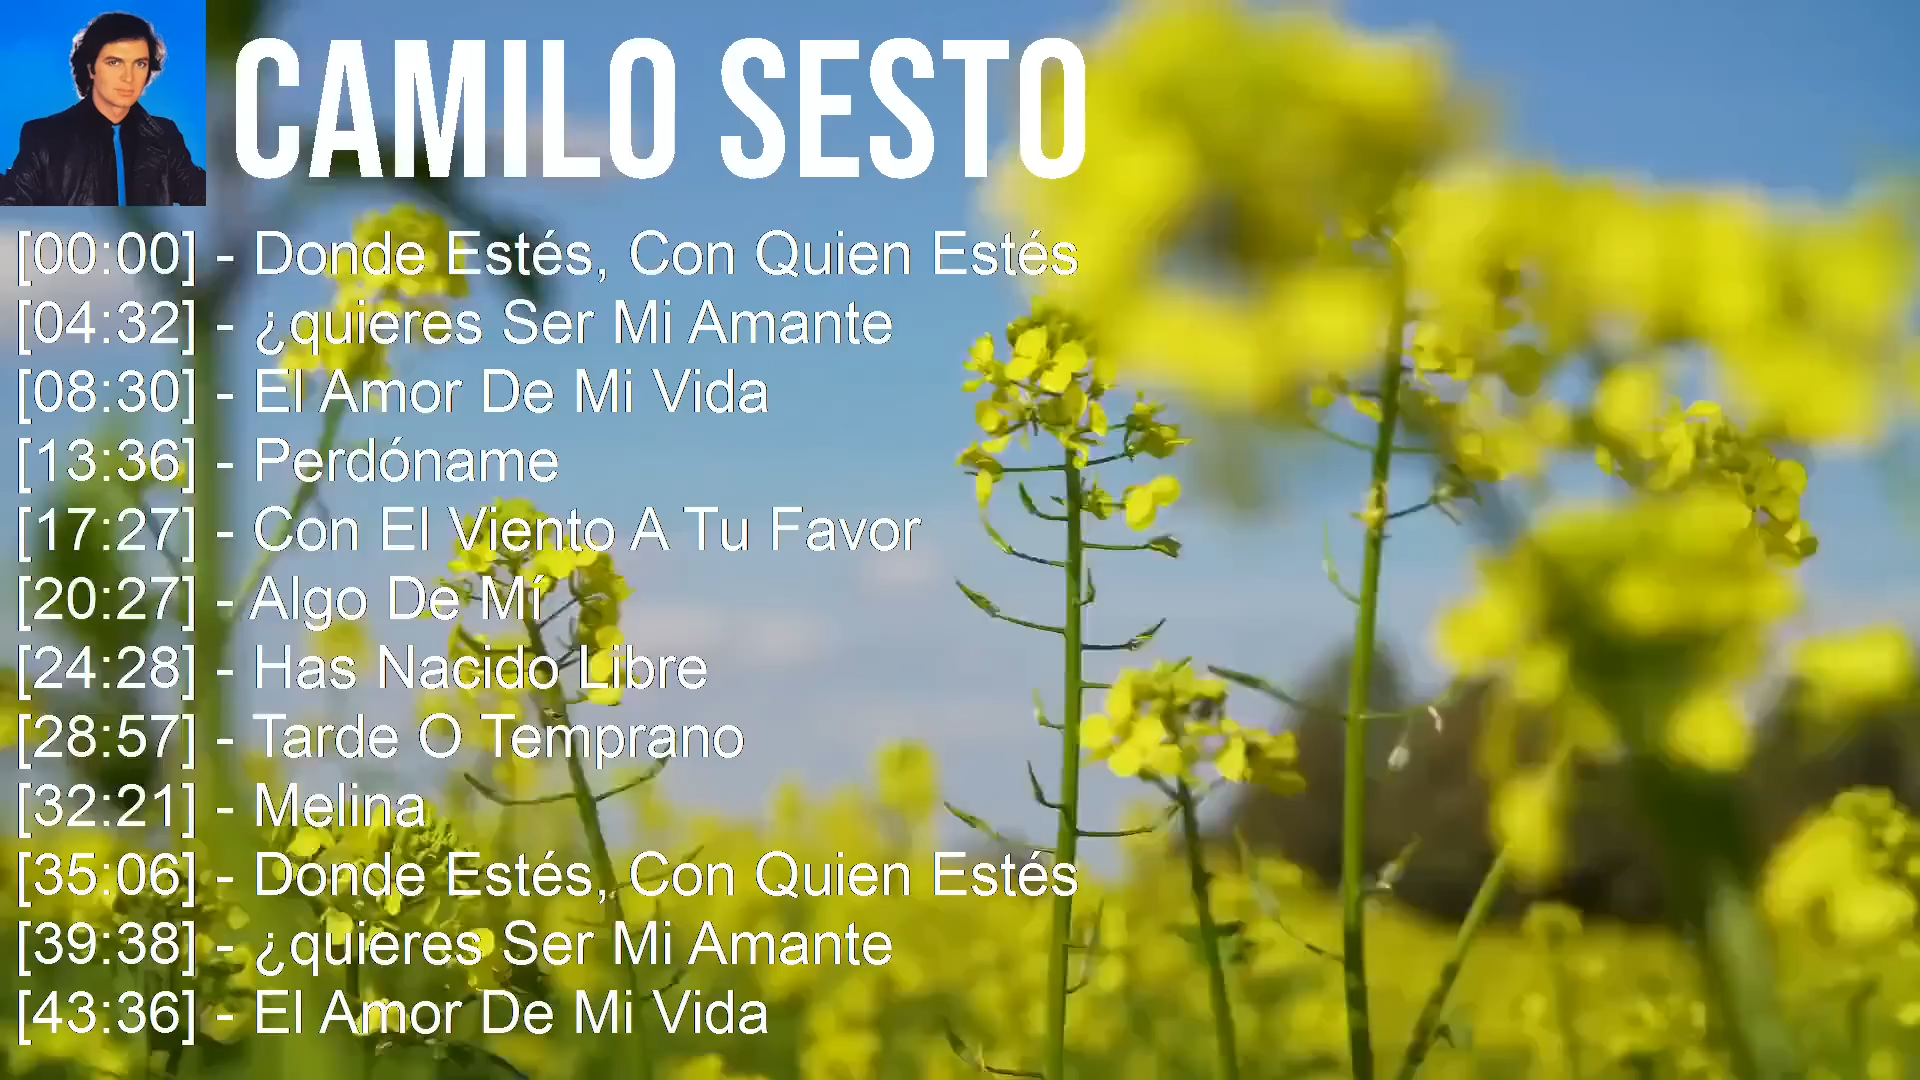 CAMILO SESTO
[00:00] - Donde Estés, Con Quien Estés
[04:32] - ¿quieres Ser Mi Amante
[08:30] - El Amor De Mi Vida
[13:36] - Perdóname
[17:27] - Con El Viento A Tu Favor
[20:27] - Algo De Mí
[24:28] - Has Nacido Libre
[28:57] - Tarde O Temprano
[32:21] - Melina
[35:06] - Donde Estés, Con Quien Estés
[39:38] - ¿quieres Ser Mi Amante
[43:36] - El Amor De Mi Vida